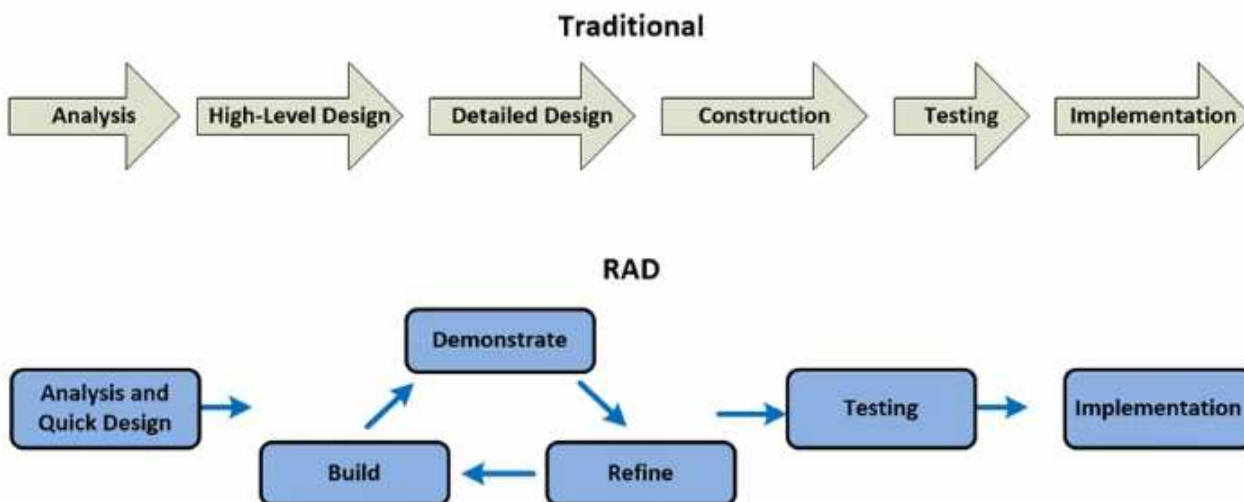 Traditional
Analysis
High-Level Design
Detailed Design
Construction
Testing
Implementation
RAD
Demonstrate
Analysis and
Quick Design
Testing
Implementation
Build
Refine